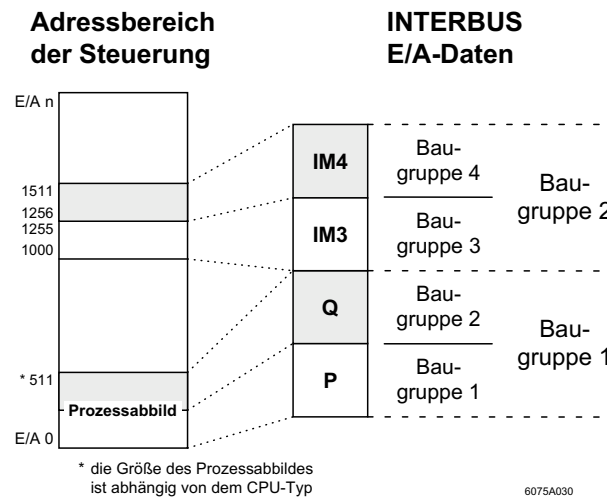 Adressbereich
der Steuerung
INTERBUS
E/A-Daten
E/A n
1511
1256
1255
1000
* 511
Prozessabbild
E/A 0
IM4
IM3
Q
P
Bau-
gruppe 4
Bau-
gruppe 3
Bau-
gruppe 2
Bau-
gruppe 1
Bau-
gruppe 2
Bau-
gruppe 1
* die Größe des Prozessabbildes
ist abhängig von dem CPU-Typ
6075A030